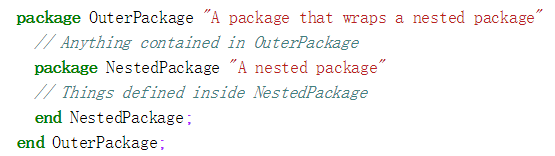 package OuterPackage "A package that wraps a nested package"
// Anything contained in OuterPackage
package NestedPackage "A nested package"
// Things defined inside NestedPackage
end NestedPackage;
end OuterPackage;